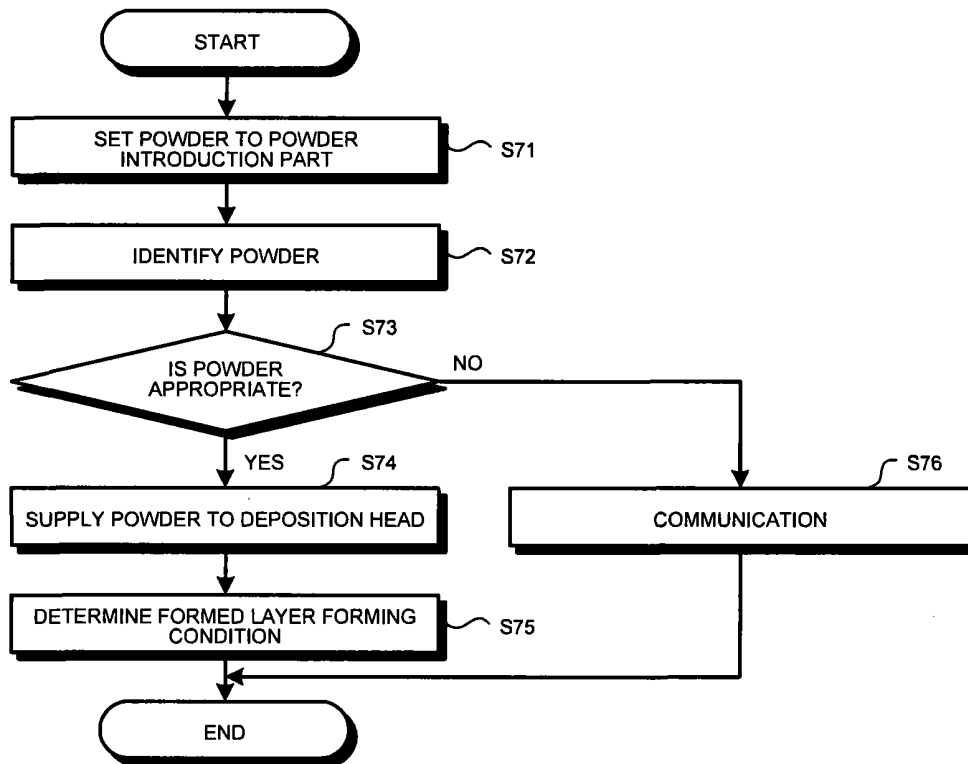 START
SET POWDER TO POWDER
INTRODUCTION PART
S71
IDENTIFY POWDER
S72
S73
IS POWDER
APPROPRIATE?
NO
YES
S74
SUPPLY POWDER TO DEPOSITION HEAD
S76
COMMUNICATION
DETERMINE FORMED LAYER FORMING
CONDITION
S75
END